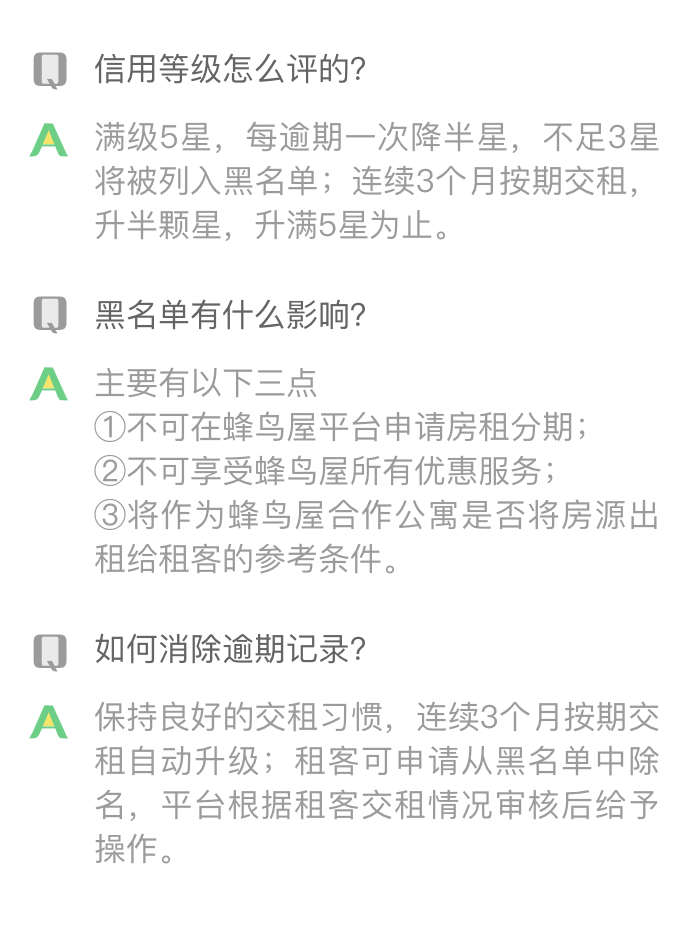 Q 信用等级怎么评的?
A 满级5星，每逾期一次降半星，不足3星
将被列入黑名单；连续3个月按期交租，
升半颗星，升满5星为止。
Q 黑名单有什么影响?
A 主要有以下三点
①不可在蜂鸟屋平台申请房租分期；
②不可享受蜂鸟屋所有优惠服务；
③将作为蜂鸟屋合作公寓是否将房源出
租给租客的参考条件。
Q 如何消除逾期记录?
A 保持良好的交租习惯，连续3个月按期交
租自动升级；租客可申请从黑名单中除
名，平台根据租客交租情况审核后给予
操作。